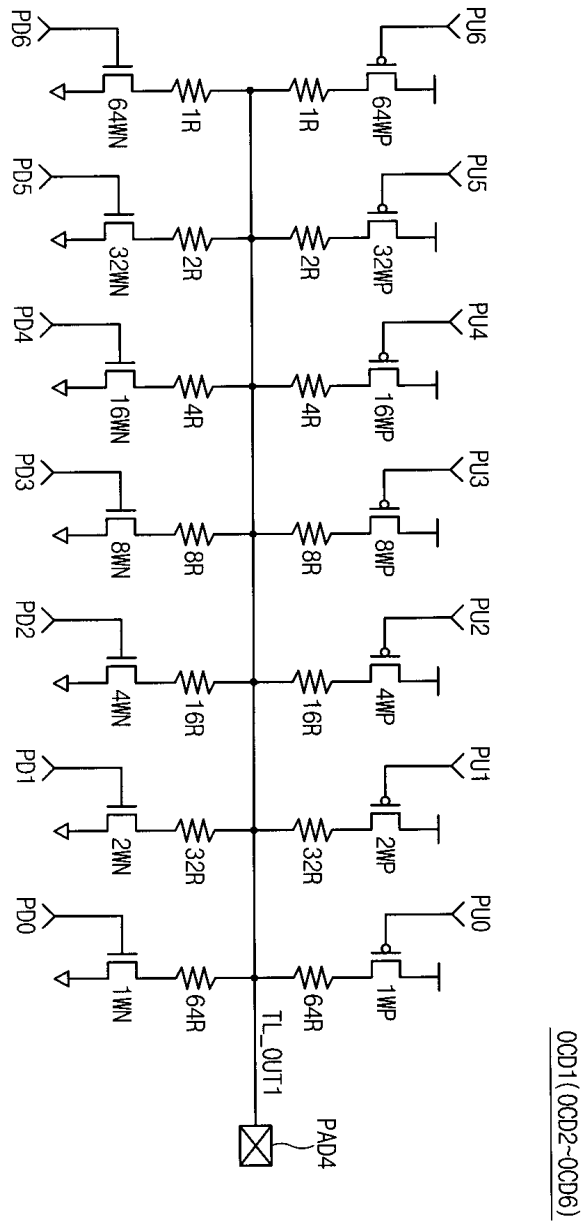 OCD1(OCD2~OCD6)
PU6
PU5
PU4
PU3
PU2
PU1
PU0
64WP
32WP
16WP
8WP
4WP
2WP
1WP
1R
2R
4R
8R
16R
32R
64R
PAD4
TL_OUT1
1R
2R
4R
8R
16R
32R
64R
64WN
32WN
16WN
8WN
4WN
2WN
1WN
PD6
PD5
PD4
PD3
PD2
PD1
PD0